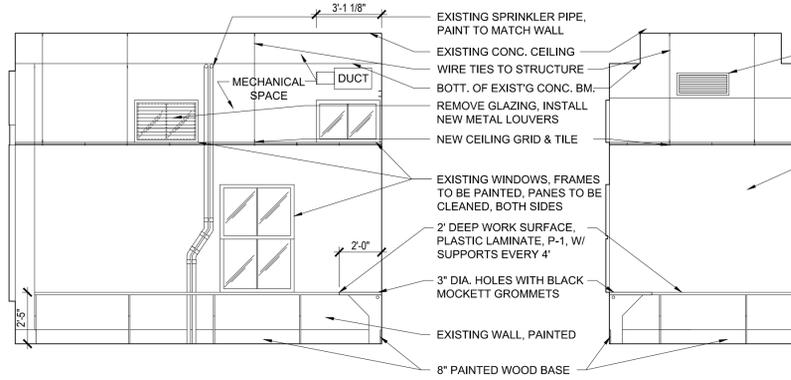 3'-1 1/8"
EXISTING SPRINKLER PIPE,
PAINT TO MATCH WALL
EXISTING CONC. CEILING
WIRE TIES TO STRUCTURE
BOTT. OF EXIST'G CONC. BM.
MECHANICAL
SPACE
DUCT
REMOVE GLAZING, INSTALL
NEW METAL LOUVERS
NEW CEILING GRID & TILE
EXISTING WINDOWS, FRAMES
TO BE PAINTED, PANES TO BE
CLEANED, BOTH SIDES
2' DEEP WORK SURFACE,
PLASTIC LAMINATE, P-1, W/
SUPPORTS EVERY 4'
2'-0"
3" DIA. HOLES WITH BLACK
MOCKETT GROMMETS
2'-5"
EXISTING WALL, PAINTED
8" PAINTED WOOD BASE